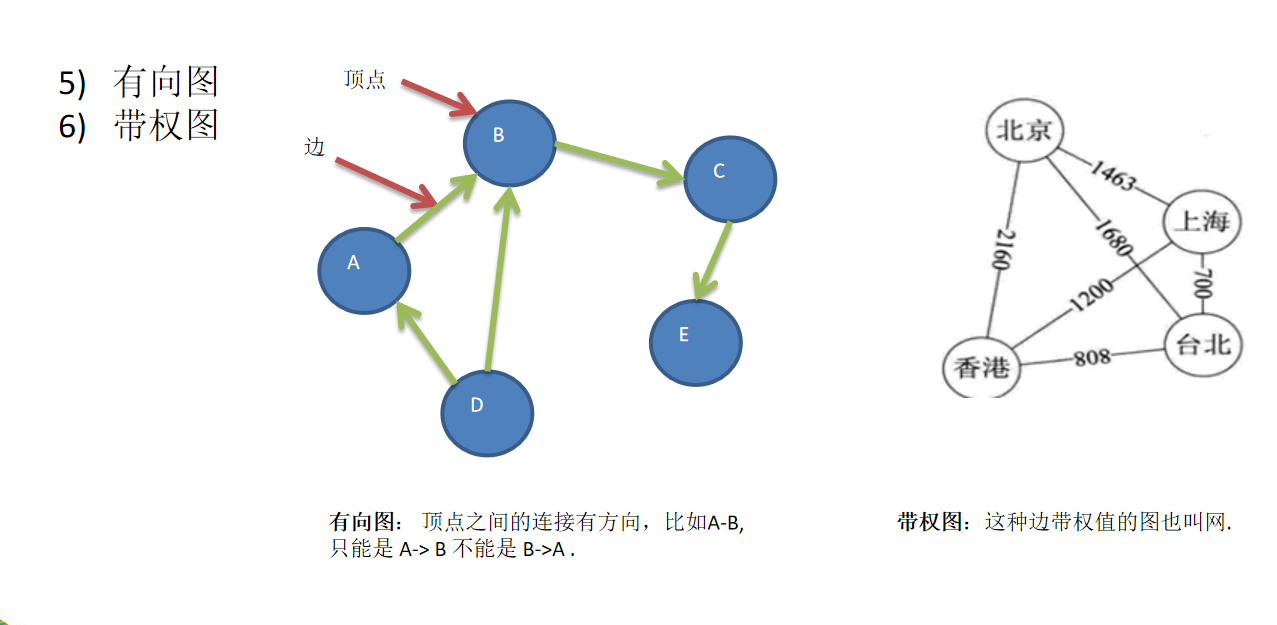 5) 有向图
6) 带权图
顶点
边
B
C
A
E
D
北京
1463
上海
2160
1680
1200
700
香港
808
台北
有向图： 顶点之间的连接有方向，比如A-B,
只能是 A-> B 不能是 B->A .
带权图：这种边带权值的图也叫网.